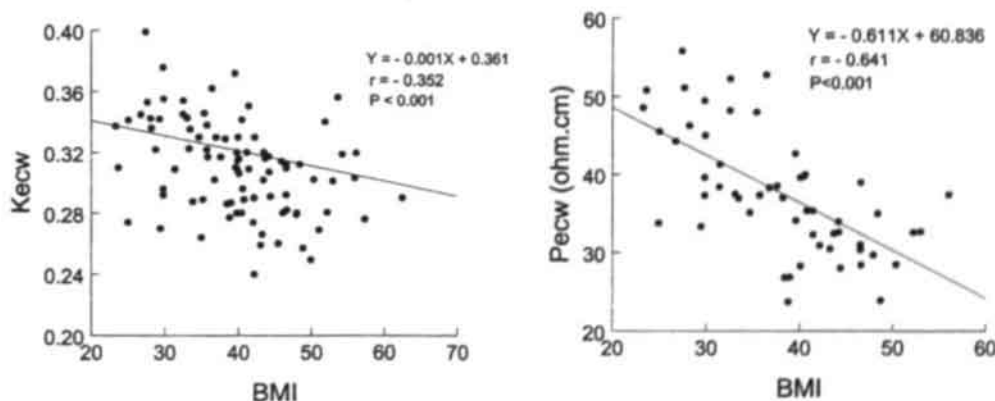 0.40
0.36
0.32
0.28
0.24
0.20
Kecw
Y = - 0.001X + 0.361
r = - 0.352
P < 0.001
20 30 40 50 60 70
BMI
60
50
40
30
20
Pecw (ohm.cm)
Y = - 0.611X + 60.836
r = - 0.641
P<0.001
20 30 40 50 60
BMI